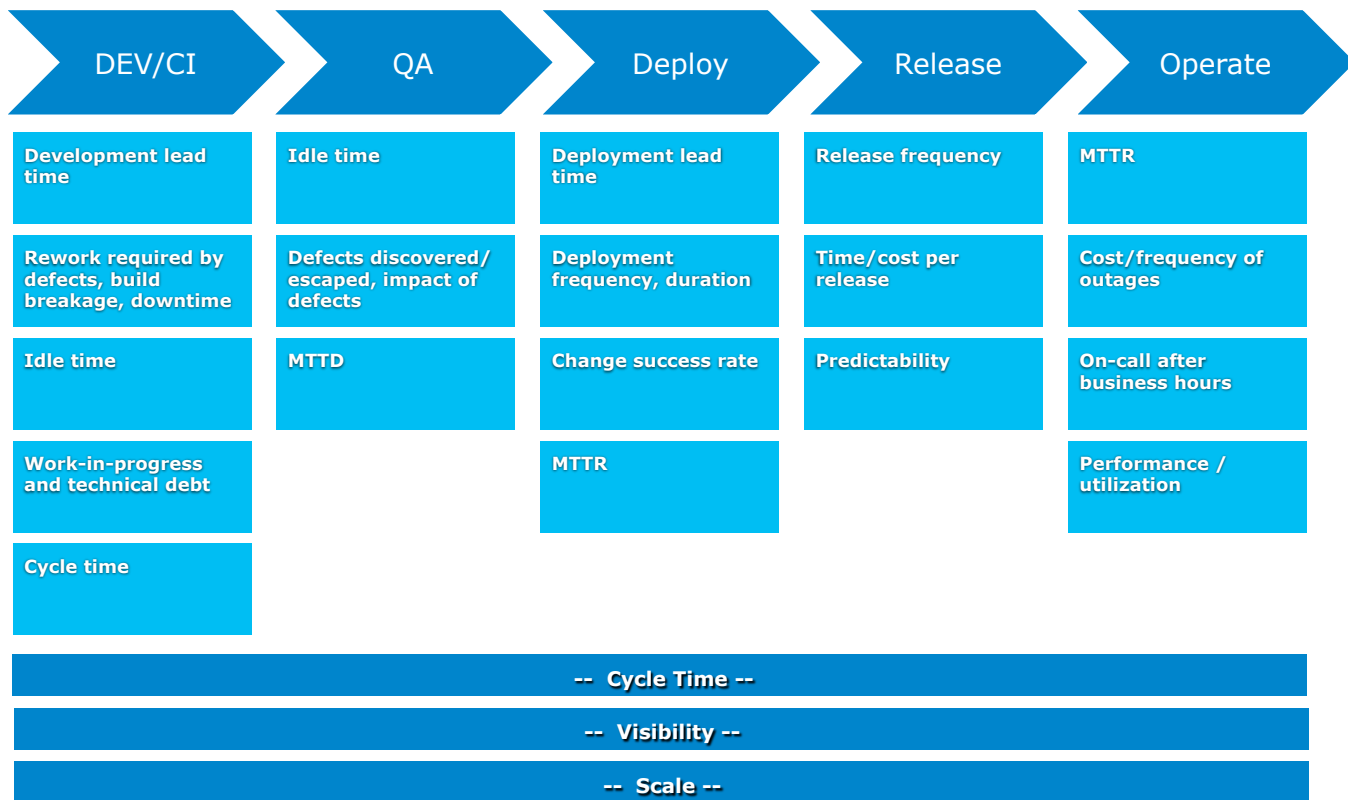 DEV/CI
QA
Deploy
Release
Operate
Development lead
time
Rework required by
defects, build
breakage, downtime
Idle time
Work-in-progress
and technical debt
Cycle time
Idle time
Defects discovered/
escaped, impact of
defects
MTTD
Deployment lead
time
Deployment
frequency, duration
Change success rate
MTTR
Release frequency
Time/cost per
release
Predictability
MTTR
Cost/frequency of
outages
On-call after
business hours
Performance /
utilization
-- Cycle Time --
-- Visibility --
-- Scale --